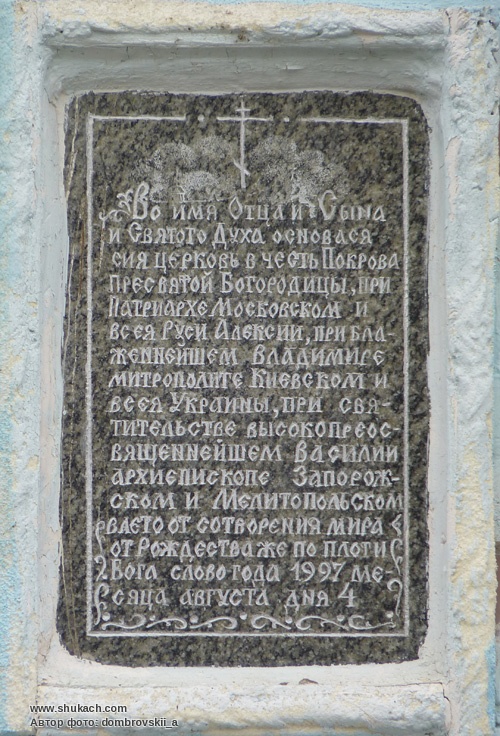 Во имя Отца и Сына
и Святого Духа основася
сия церковь в честь Покрова
пресвятой Богородицы, при
Патриархе Московском и
всея Руси Алексии, при бла-
женнейшем Владимире
митрополите Киевском и
всея Украины, при свя-
тительстве высокопреос-
вященнейшем Василии
архиепископе Запорож-
ском и Мелитопольском
влето от сотворения мира
от Рождества же по плоти
Бога слово года 1997 ме-
сяца августа дня 4
www.shukach.com
Автор фото: dombrovskii_a